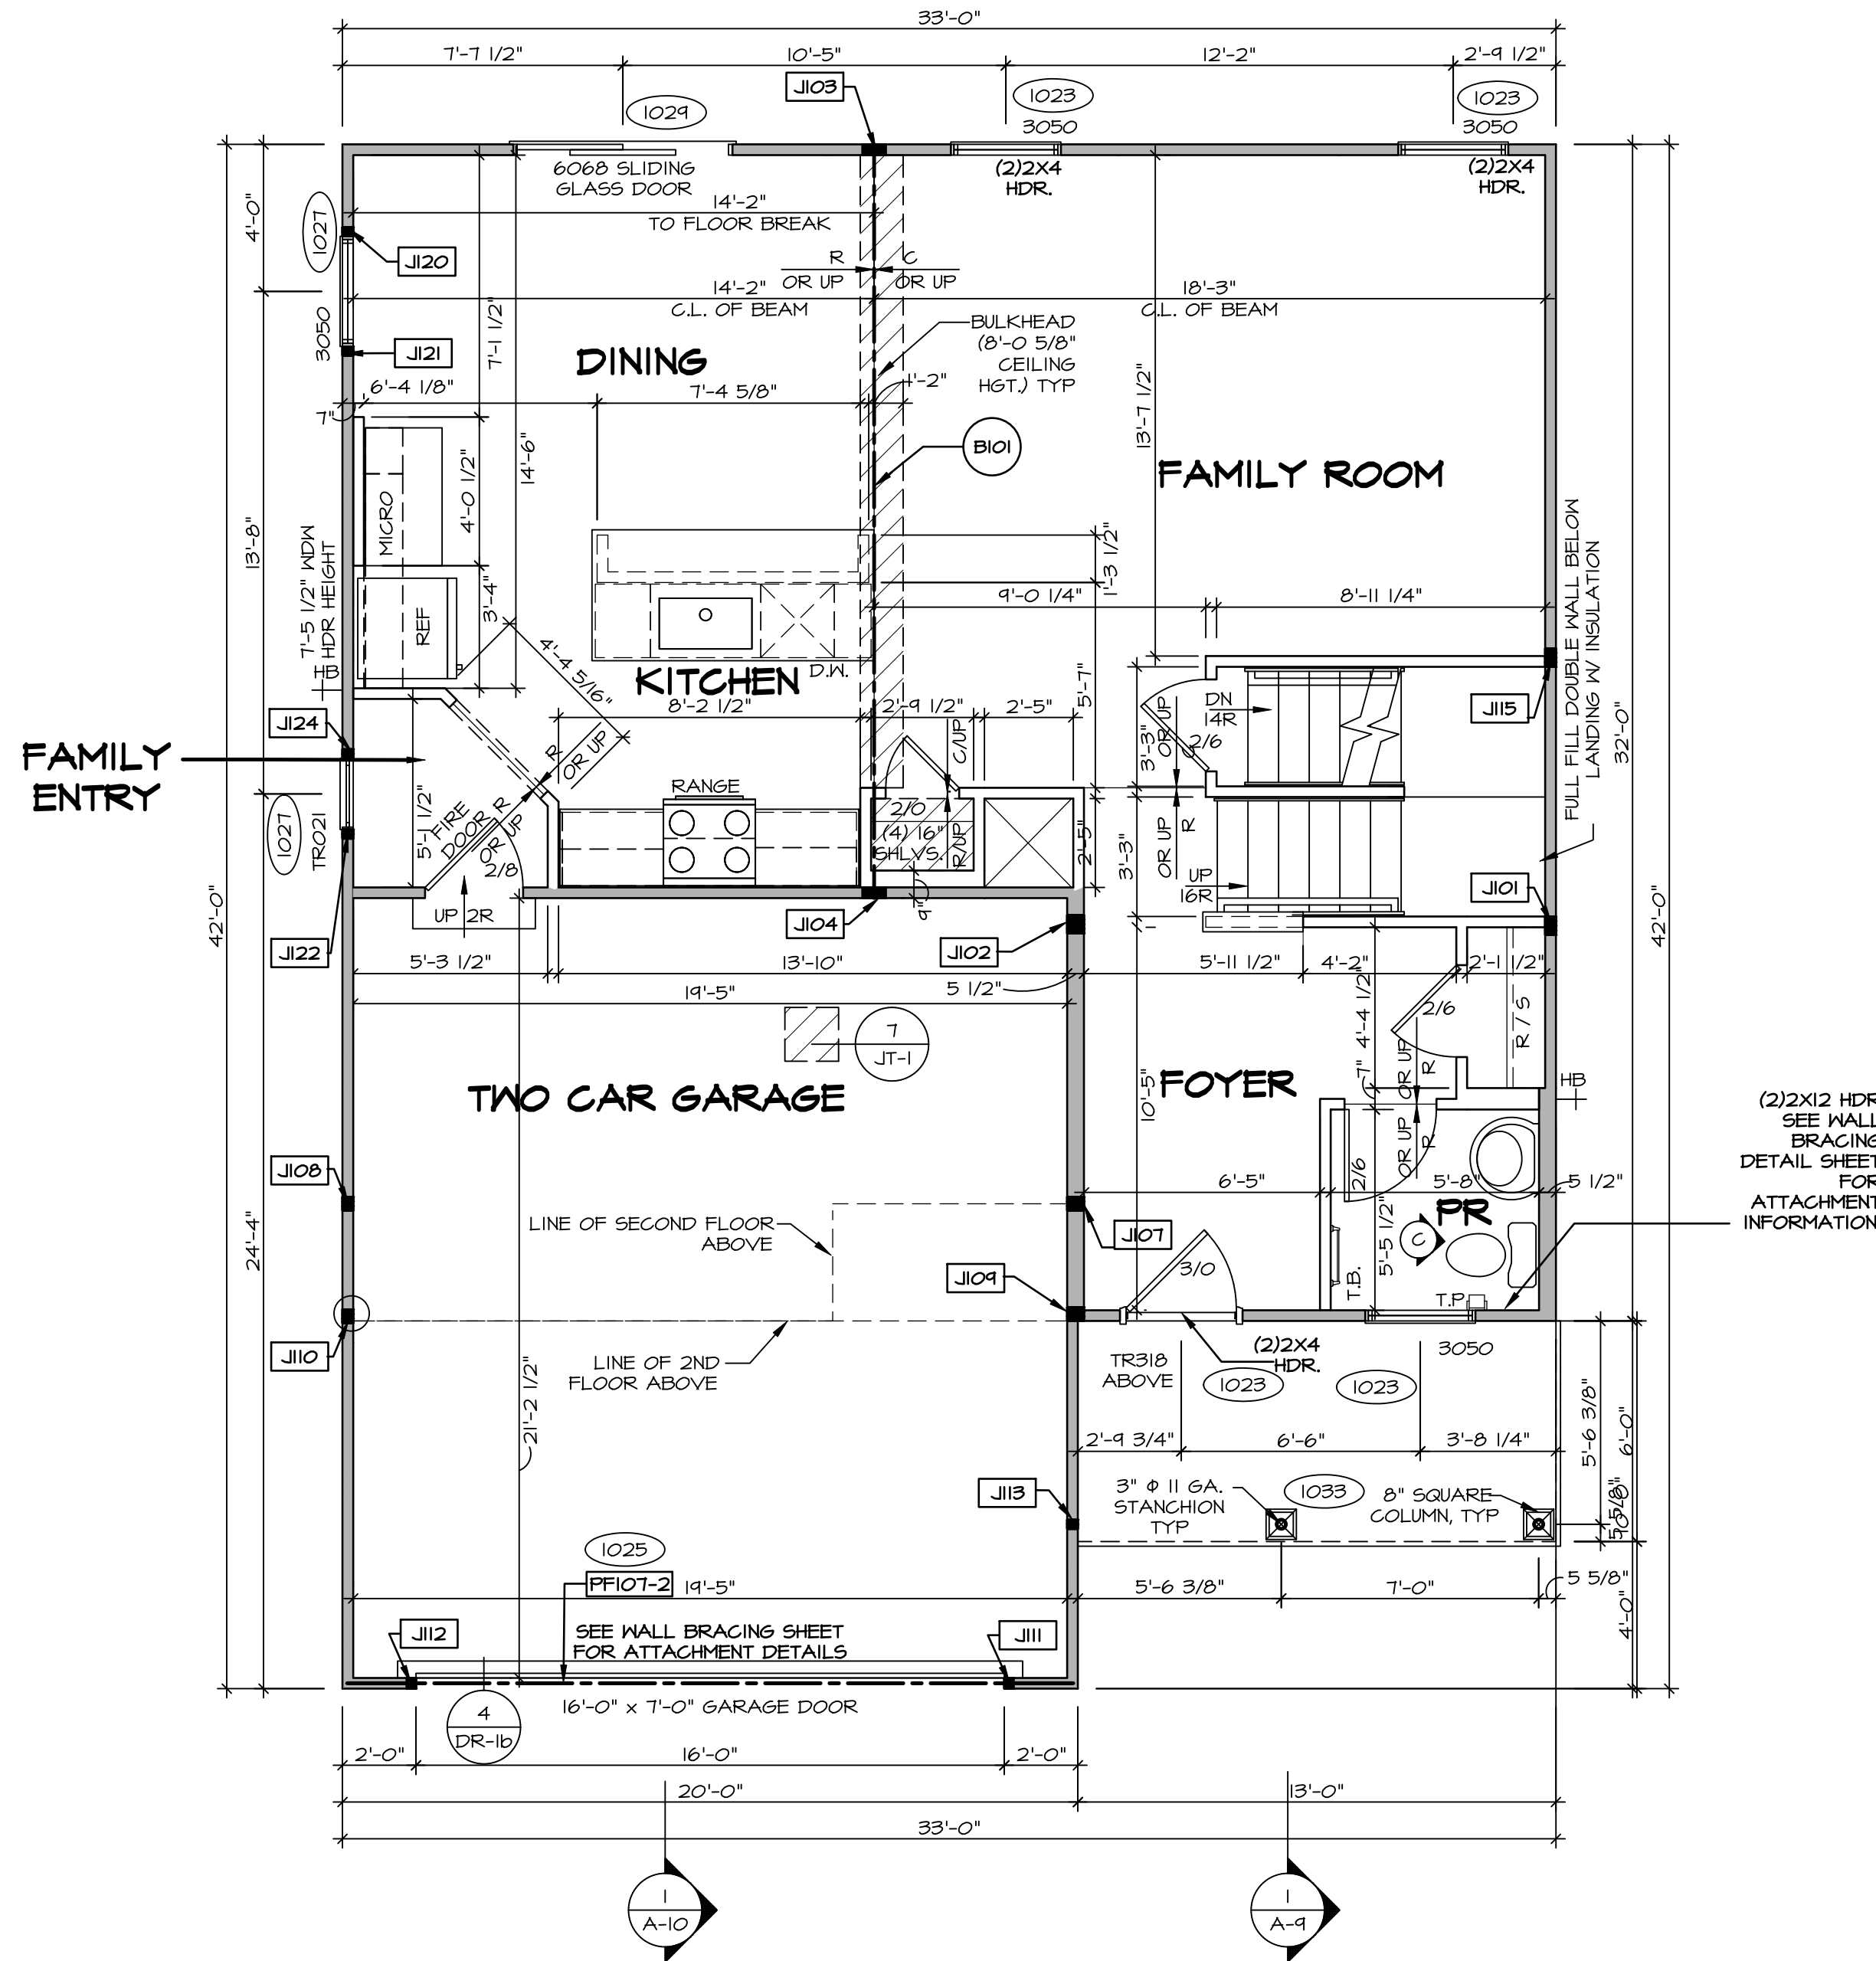 33'-0"
7'-7 1/2"
10'-5"
12'-2"
2'-9 1/2"
J103
1029
1023
1023
3050
3050
6068 SLIDING
GLASS DOOR
(2)2X4
HDR.
(2)2X4
HDR.
4'-0"
1027
14'-2"
TO FLOOR BREAK
J120
R
OR UP
C
OR UP
14'-2"
C.L. OF BEAM
18'-3"
C.L. OF BEAM
3050
J121
7'-1 1/2"
BULKHEAD
(8'-0 5/8"
CEILING
HGT.) TYP
DINING
6'-4 1/8"
7'-4 5/8"
1'-2"
7"
13'-7 1/2"
14'-6"
B101
FAMILY ROOM
4'-0 1/2"
MICRO
13'-8"
7'-5 1/2" WDW
HDR HEIGHT
1'-3 1/2"
FULL FILL DOUBLE WALL BELOW
LANDING W/ INSULATION
3'-4"
REF
9'-0 1/4"
8'-11 1/4"
4'-4 5/16"
HB
KITCHEN
D.W.
5'-7"
J124
8'-2 1/2"
2'-9 1/2"
2'-5"
DN
14R
J115
32'-0"
FAMILY
ENTRY
R
OR UP
C/UP
3'-3"
OR UP
2/6
RANGE
5'-1 1/2"
FIRE
DOOR
R
OR UP
2/8
2/0
(4) 16"
SHLVS.
R/UP
2'-5"
3'-3"
OR UP
R
1027
TR021
UP
16R
J101
42'-0"
UP 2R
9"
42'-0"
J104
J122
J102
5'-3 1/2"
13'-10"
5'-11 1/2"
4'-2"
2'-1 1/2"
19'-5"
5 1/2"
2/6
4'-4 1/2"
R / S
7
JT-1
TWO CAR GARAGE
FOYER
7"
OR UP
R
HB
10'-5"
(2)2X12 HDR
SEE WALL
BRACING
DETAIL SHEET
FOR
ATTACHMENT
INFORMATION
OR UP
R
2/6
J108
6'-5"
5'-8"
5 1/2"
PR
LINE OF SECOND FLOOR
ABOVE
J107
24'-4"
C
5'-5 1/2"
3/0
J109
T.B.
T.P
J110
LINE OF 2ND
FLOOR ABOVE
TR318
ABOVE
(2)2X4
HDR.
3050
1023
1023
21'-2 1/2"
5'-6 3/8"
6'-0"
2'-9 3/4"
6'-6"
3'-8 1/4"
J113
3" Φ 11 GA.
STANCHION
TYP
1033
8" SQUARE
COLUMN, TYP
5 5/8"
10'-0"
1025
PF107-2
19'-5"
5'-6 3/8"
7'-0"
5 5/8"
4'-0"
J112
SEE WALL BRACING SHEET
FOR ATTACHMENT DETAILS
J111
16'-0" x 7'-0" GARAGE DOOR
4
DR-1b
2'-0"
16'-0"
2'-0"
20'-0"
13'-0"
33'-0"
1
A-10
1
A-9